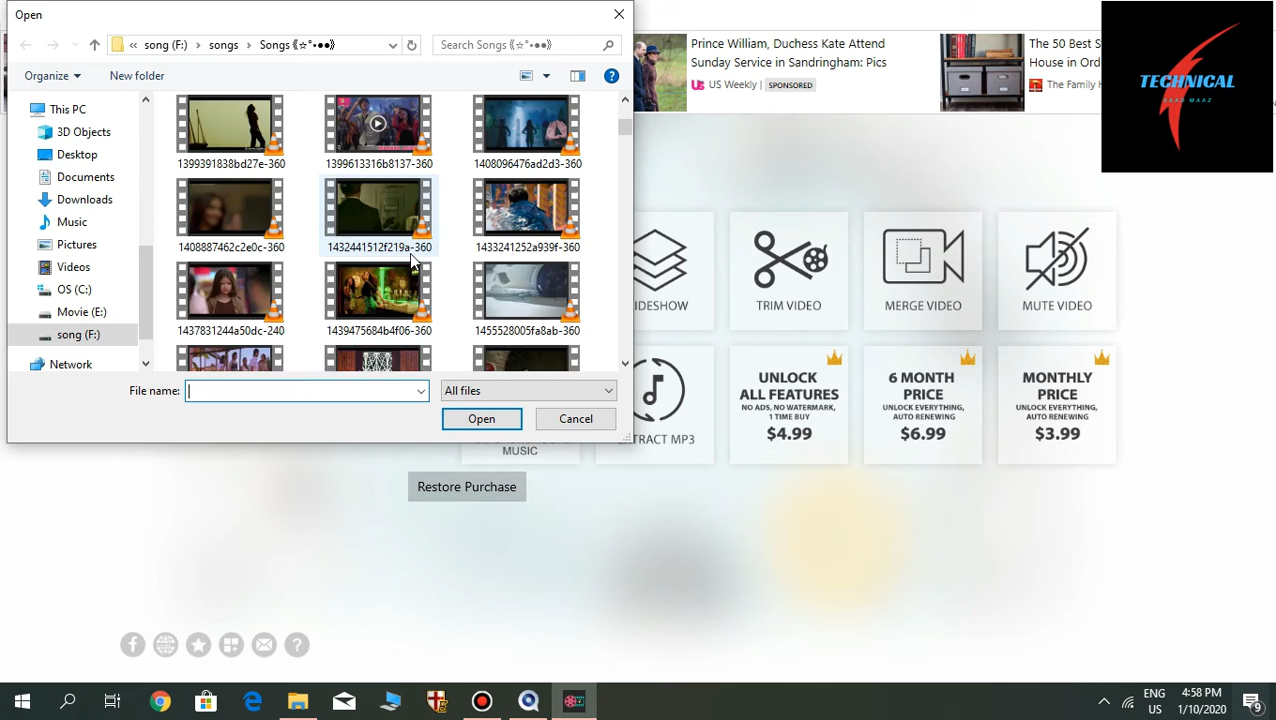 Open
song (F:) › songs › Songs《☆°•●●》
Search Songs《☆°•●●》
Organize
New folder
This PC
3D Objects
Desktop
Documents
Downloads
Music
Pictures
Videos
OS (C:)
Movie (E:)
song (F:)
Network
1399391838bd27e-360
1399613316b8137-360
1408096476ad2d3-360
1408887462c2e0c-360
1432441512f219a-360
1433241252a939f-360
1437831244a50dc-240
1439475684b4f06-360
1455528005fa8ab-360
File name:
All files
Open
Cancel
Prince William, Duchess Kate Attend
Sunday Service in Sandringham: Pics
US Weekly | SPONSORED
The 50 Best S
House in Ord
The Family H
TECHNICAL
SAAD MAAZ
IDESHOW
TRIM VIDEO
MERGE VIDEO
MUTE VIDEO
MUSIC
TRACT MP3
UNLOCK
ALL FEATURES
NO ADS, NO WATERMARK,
1 TIME BUY
$4.99
6 MONTH
PRICE
UNLOCK EVERYTHING,
AUTO RENEWING
$6.99
MONTHLY
PRICE
UNLOCK EVERYTHING,
AUTO RENEWING
$3.99
Restore Purchase
ENG
US
4:58 PM
1/10/2020
9